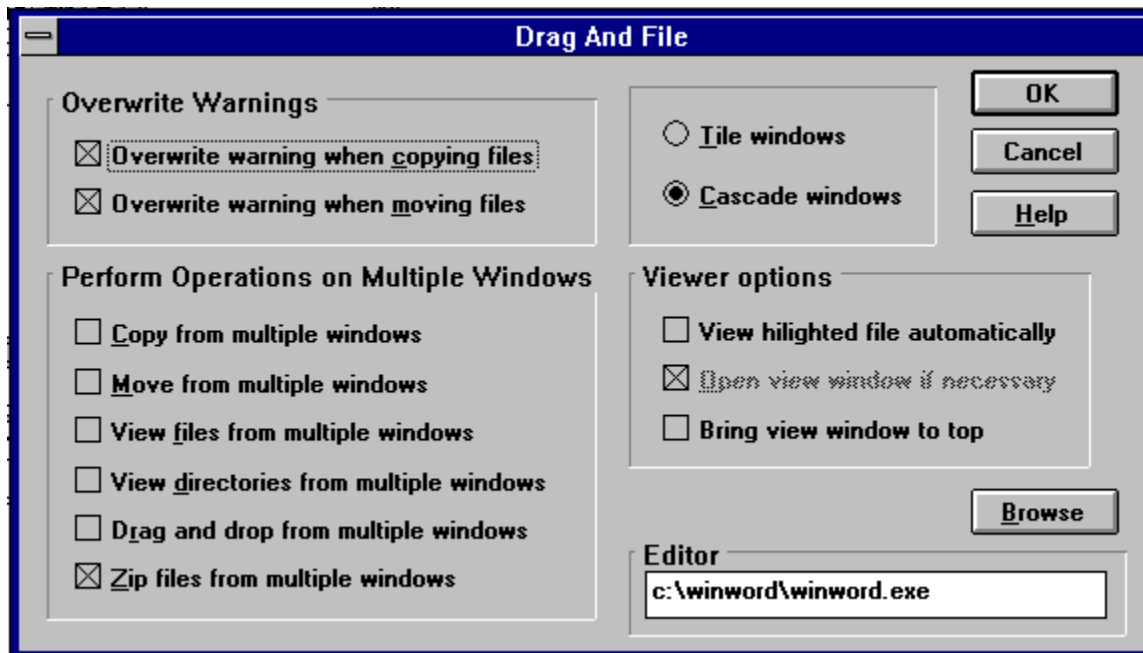 Drag And File
Overwrite Warnings
Overwrite warning when copying files
Overwrite warning when moving files
Tile windows
Cascade windows
OK
Cancel
Help
Perform Operations on Multiple Windows
Copy from multiple windows
Move from multiple windows
View files from multiple windows
View directories from multiple windows
Drag and drop from multiple windows
Zip files from multiple windows
Viewer options
View hilighted file automatically
Open view window if necessary
Bring view window to top
Browse
Editor
c:\winword\winword.exe